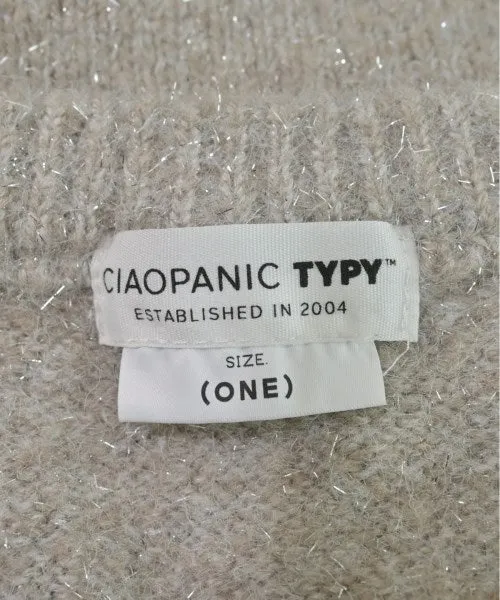 CIAOPANIC TYPY™
ESTABLISHED IN 2004
SIZE.
(ONE)